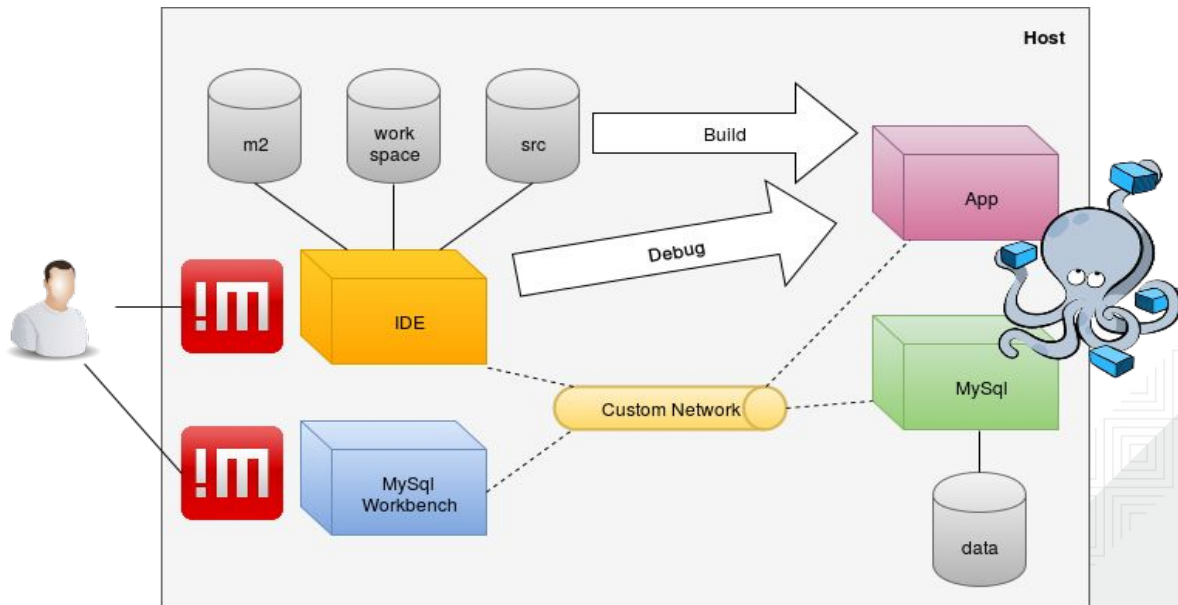 Host
m2
work
space
src
Build
App
Debug
!M
IDE
Custom Network
MySql
!M
MySql
Workbench
data